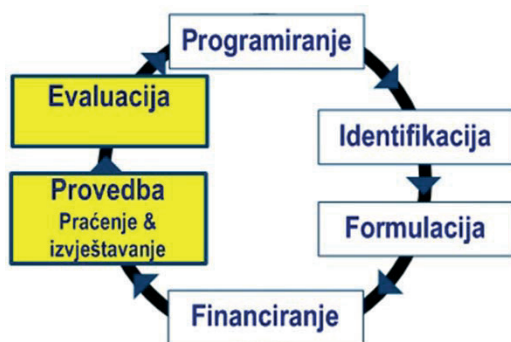 Programiranje
Evaluacija
Identifikacija
Provedba
Praćenje &
izvještavanje
Formulacija
Financiranje